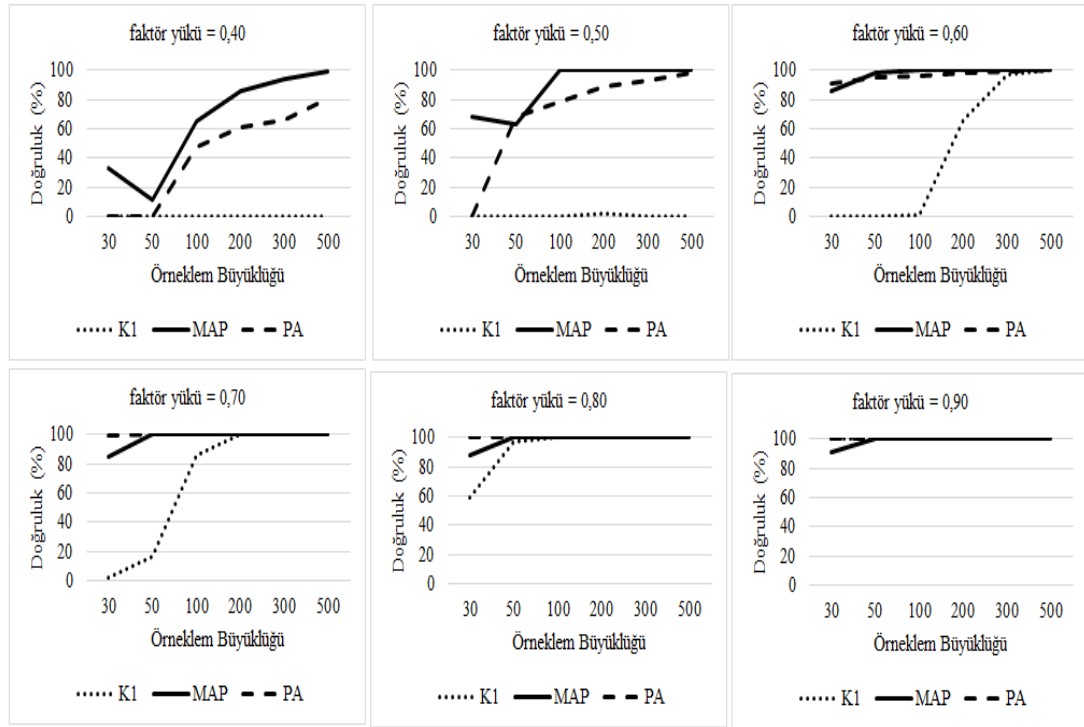 faktör yükü = 0,40
Doğruluk (%)
100
80
60
40
20
0
30 50 100 200 300 500
Örneklem Büyüklüğü
K1 MAP PA
faktör yükü = 0,50
Doğruluk (%)
100
80
60
40
20
0
30 50 100 200 300 500
Örneklem Büyüklüğü
K1 MAP PA
faktör yükü = 0,60
Doğruluk (%)
100
80
60
40
20
0
30 50 100 200 300 500
Örneklem Büyüklüğü
K1 MAP PA
faktör yükü = 0,70
Doğruluk (%)
100
80
60
40
20
0
30 50 100 200 300 500
Örneklem Büyüklüğü
K1 MAP PA
faktör yükü = 0,80
Doğruluk (%)
100
80
60
40
20
0
30 50 100 200 300 500
Örneklem Büyüklüğü
K1 MAP PA
faktör yükü = 0,90
Doğruluk (%)
100
80
60
40
20
0
30 50 100 200 300 500
Örneklem Büyüklüğü
K1 MAP PA